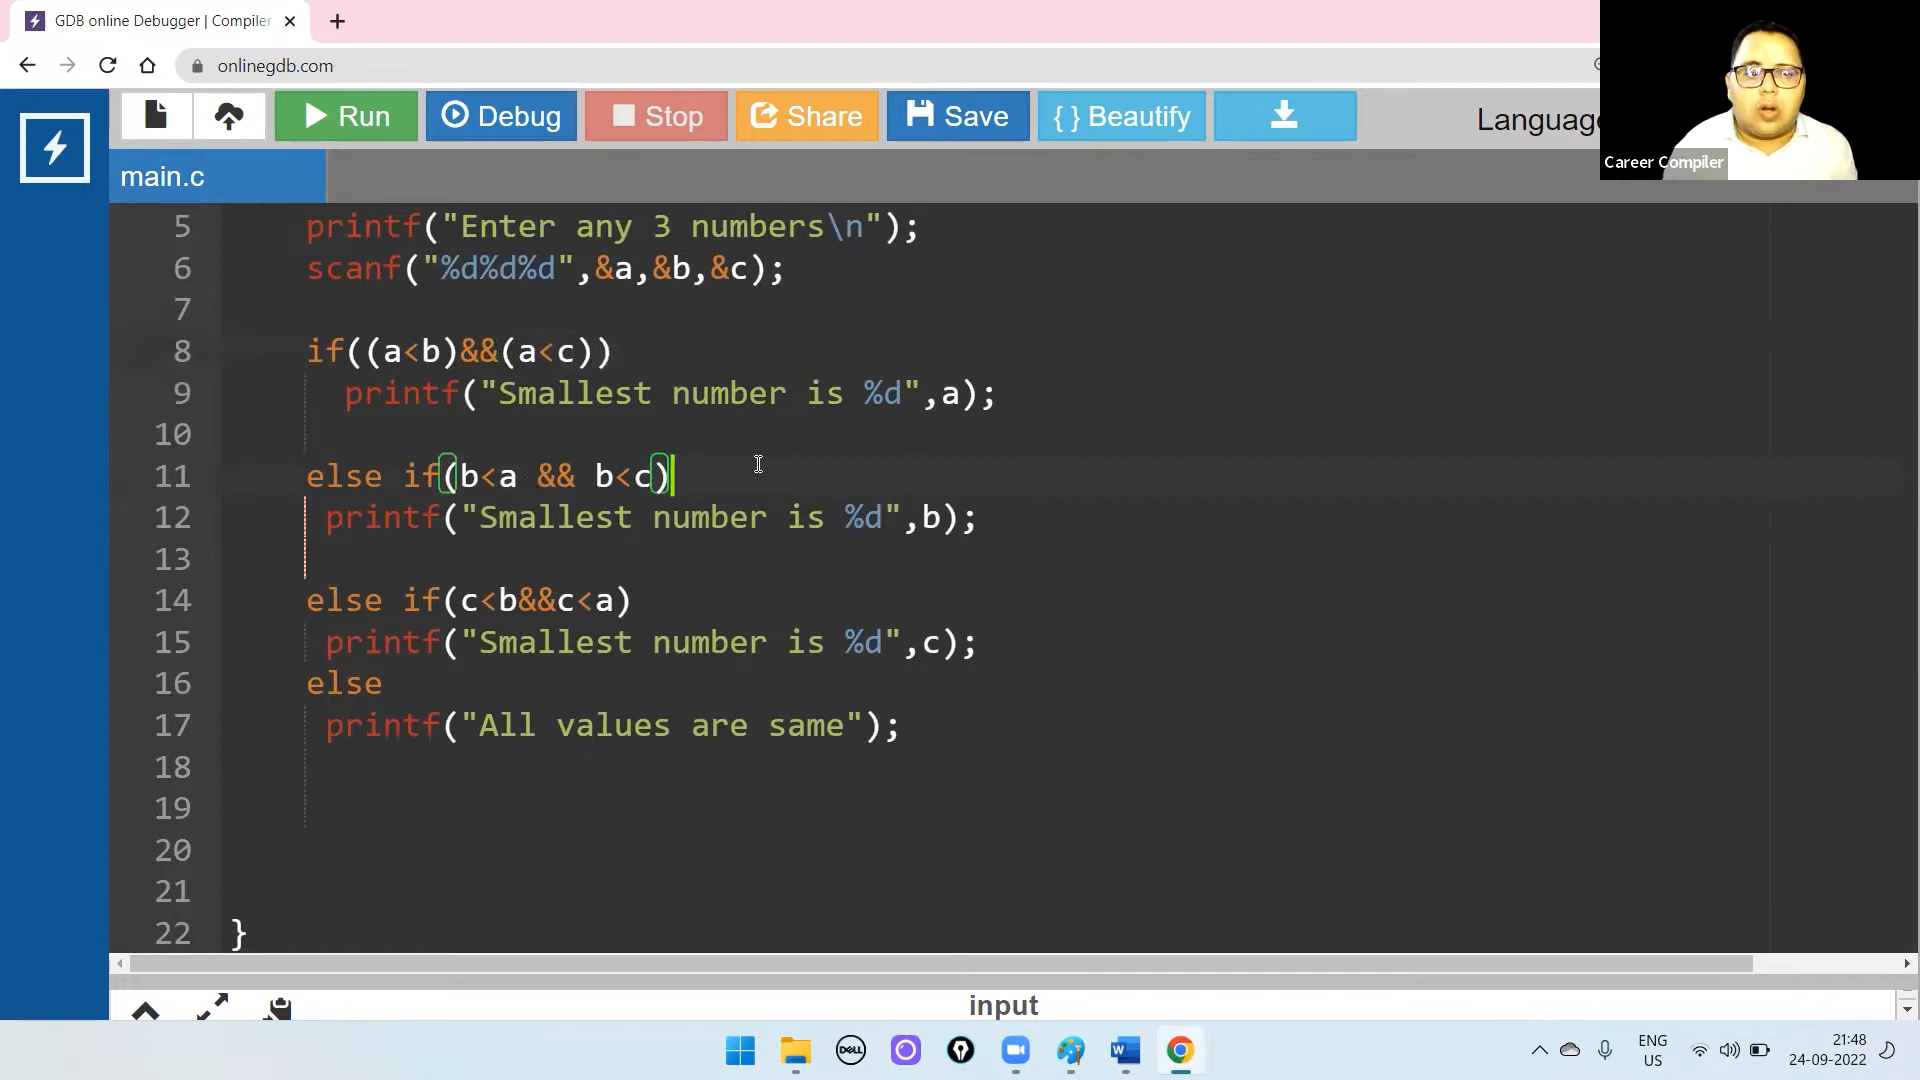 GDB online Debugger | Compiler
onlinegdb.com
Run
Debug
Stop
Share
Save
{ } Beautify
Language
Career Compiler
main.c
5 printf("Enter any 3 numbers\n");
6 scanf("%d%d%d",&a,&b,&c);
7
8 if((a<b)&&(a<c))
9 printf("Smallest number is %d",a);
10
11 else if(b<a && b<c)
12 printf("Smallest number is %d",b);
13
14 else if(c<b&&c<a)
15 printf("Smallest number is %d",c);
16 else
17 printf("All values are same");
18
19
20
21
22 }
input
DELL
ENG
US
21:48
24-09-2022